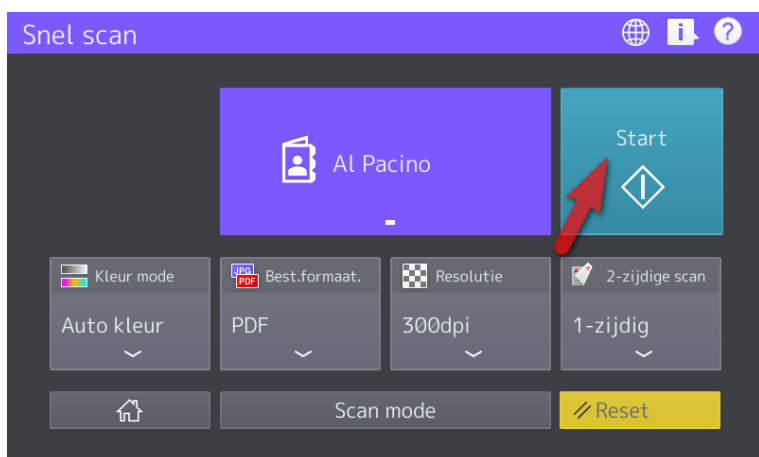 Snel scan
Al Pacino
Start
Kleur mode
Auto kleur
JPG
PDF
Best.formaat.
PDF
Resolutie
300dpi
2-zijdige scan
1-zijdig
Scan mode
Reset